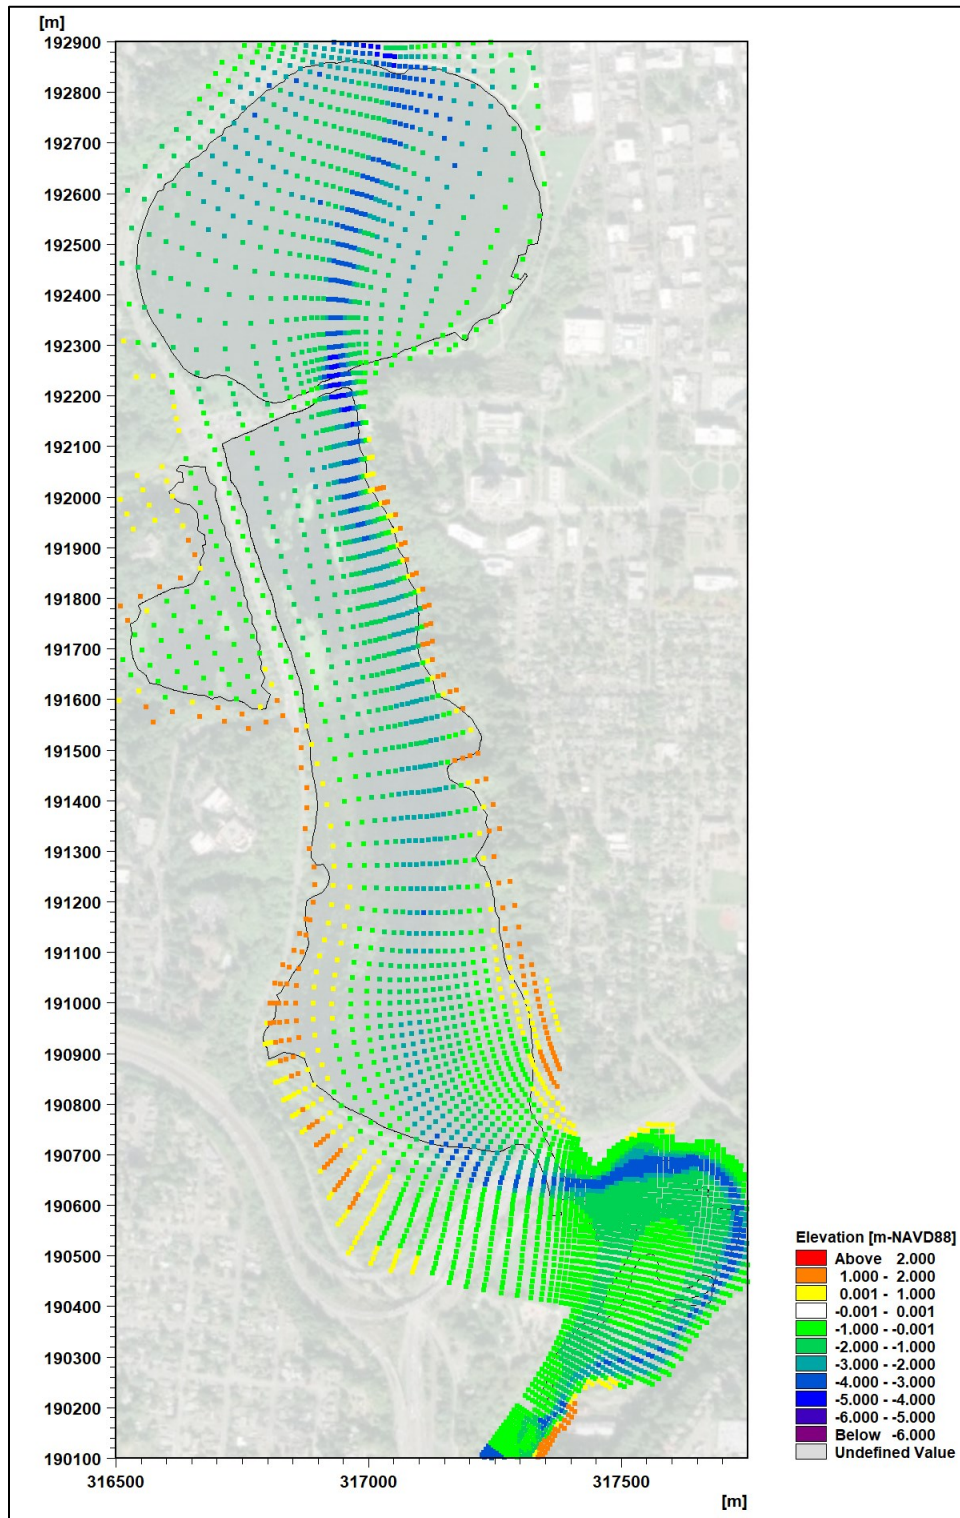 [m]
192900
192800
192700
192600
192500
192400
192300
192200
192100
192000
191900
191800
191700
191600
191500
191400
191300
191200
191100
191000
190900
190800
190700
190600
190500
190400
190300
190200
190100
316500 317000 317500
[m]
Elevation [m-NAVD88]
Above 2.000
1.000 - 2.000
0.001 - 1.000
-0.001 - 0.001
-1.000 - -0.001
-2.000 - -1.000
-3.000 - -2.000
-4.000 - -3.000
-5.000 - -4.000
-6.000 - -5.000
Below -6.000
Undefined Value